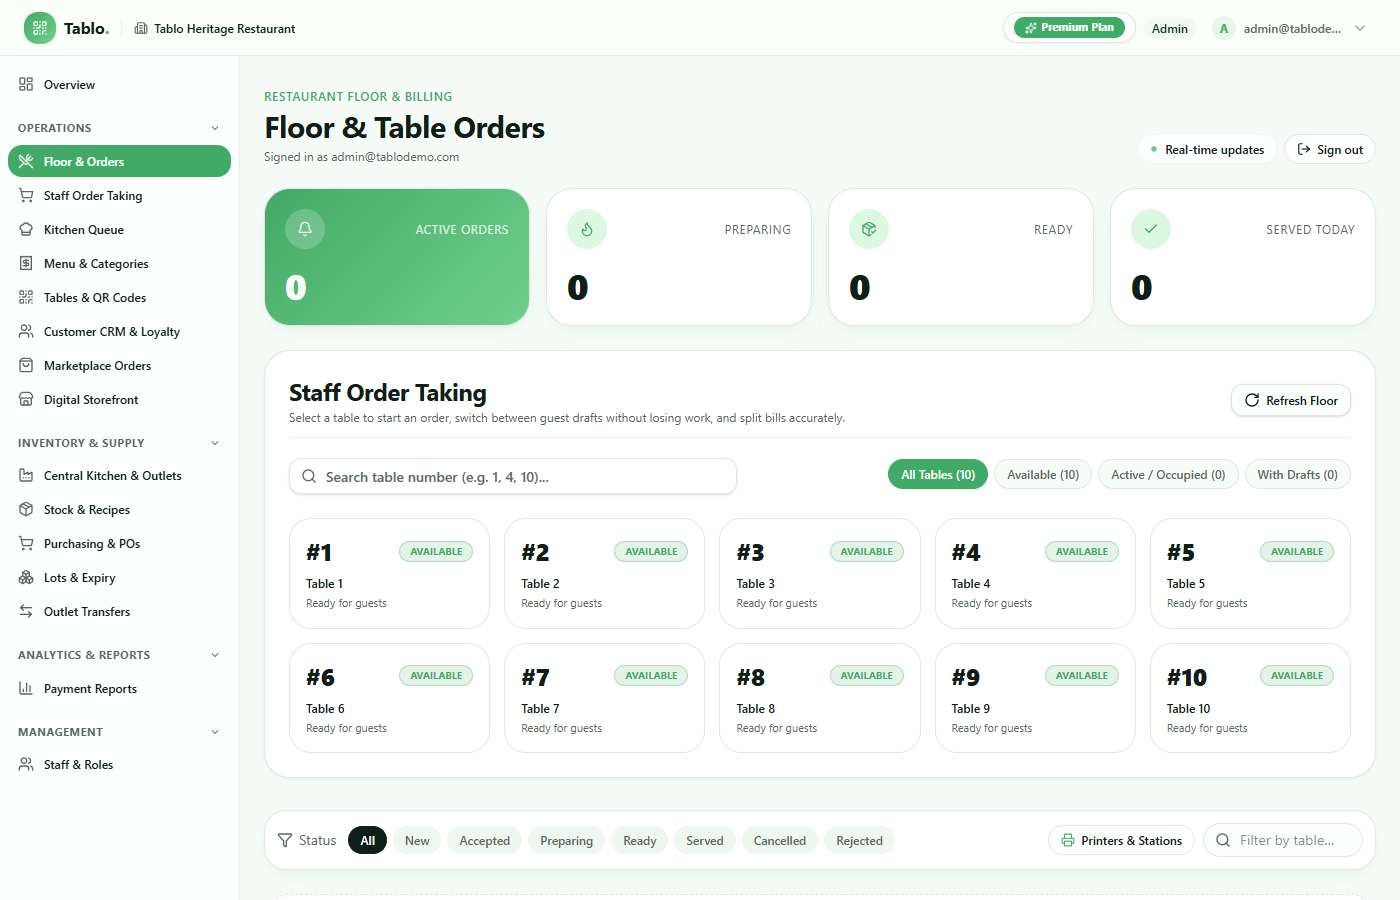 Tablo.
Tablo Heritage Restaurant
Premium Plan
Admin
A
admin@tablode...
Overview
OPERATIONS
Floor & Orders
Staff Order Taking
Kitchen Queue
Menu & Categories
Tables & QR Codes
Customer CRM & Loyalty
Marketplace Orders
Digital Storefront
INVENTORY & SUPPLY
Central Kitchen & Outlets
Stock & Recipes
Purchasing & POs
Lots & Expiry
Outlet Transfers
ANALYTICS & REPORTS
Payment Reports
MANAGEMENT
Staff & Roles
RESTAURANT FLOOR & BILLING
Floor & Table Orders
Signed in as admin@tablodemo.com
Real-time updates
Sign out
ACTIVE ORDERS
0
PREPARING
0
READY
0
SERVED TODAY
0
Staff Order Taking
Select a table to start an order, switch between guest drafts without losing work, and split bills accurately.
Refresh Floor
Search table number (e.g. 1, 4, 10)...
All Tables (10)
Available (10)
Active / Occupied (0)
With Drafts (0)
#1
AVAILABLE
Table 1
Ready for guests
#2
AVAILABLE
Table 2
Ready for guests
#3
AVAILABLE
Table 3
Ready for guests
#4
AVAILABLE
Table 4
Ready for guests
#5
AVAILABLE
Table 5
Ready for guests
#6
AVAILABLE
Table 6
Ready for guests
#7
AVAILABLE
Table 7
Ready for guests
#8
AVAILABLE
Table 8
Ready for guests
#9
AVAILABLE
Table 9
Ready for guests
#10
AVAILABLE
Table 10
Ready for guests
Status
All
New
Accepted
Preparing
Ready
Served
Cancelled
Rejected
Printers & Stations
Filter by table...